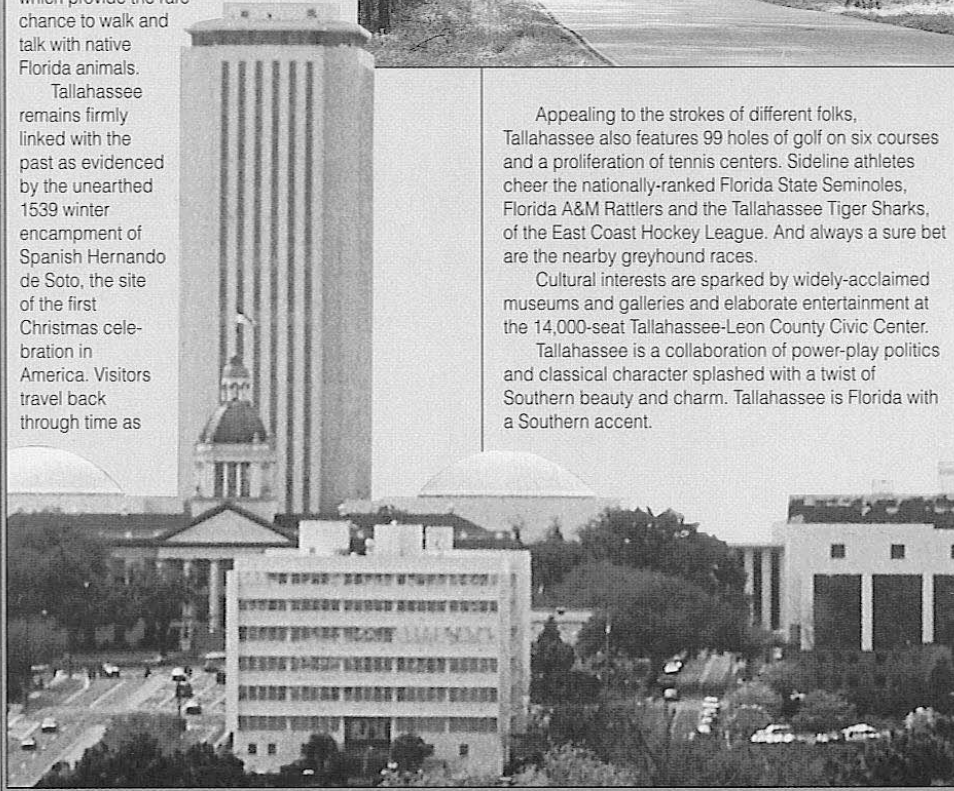 which provide the rare
chance to walk and
talk with native
Florida animals.
Tallahassee
remains firmly
linked with the
past as evidenced
by the unearthed
1539 winter
encampment of
Spanish Hernando
de Soto, the site
of the first
Christmas cele-
bration in
America. Visitors
travel back
through time as
Appealing to the strokes of different folks,
Tallahassee also features 99 holes of golf on six courses
and a proliferation of tennis centers. Sideline athletes
cheer the nationally-ranked Florida State Seminoles,
Florida A&M Rattlers and the Tallahassee Tiger Sharks,
of the East Coast Hockey League. And always a sure bet
are the nearby greyhound races.
Cultural interests are sparked by widely-acclaimed
museums and galleries and elaborate entertainment at
the 14,000-seat Tallahassee-Leon County Civic Center.
Tallahassee is a collaboration of power-play politics
and classical character splashed with a twist of
Southern beauty and charm. Tallahassee is Florida with
a Southern accent.